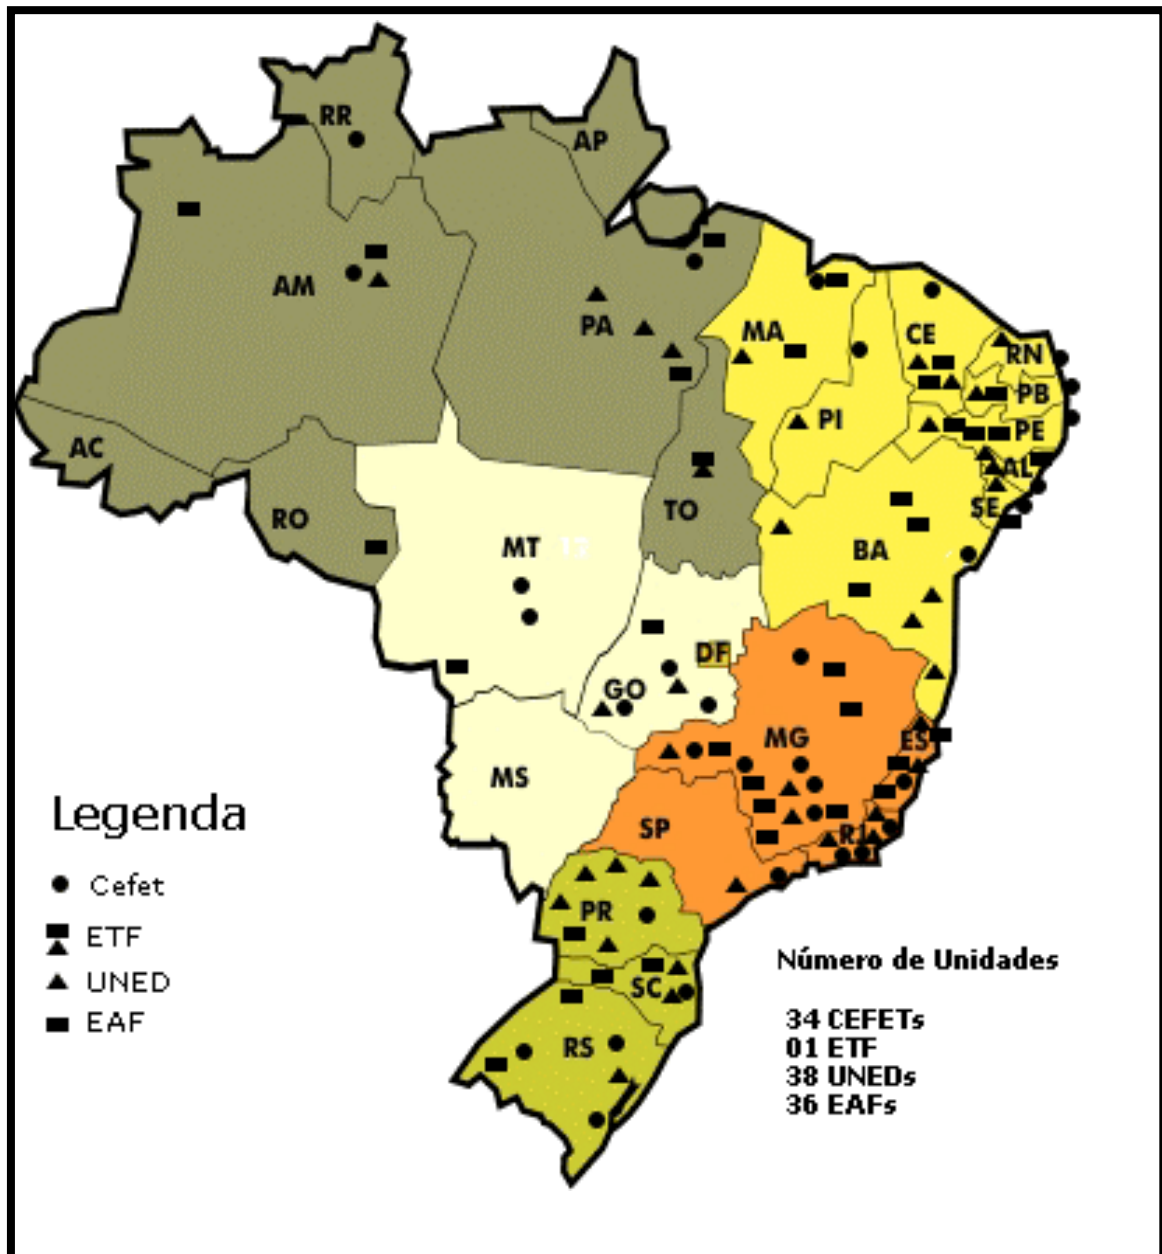 RR
AP
AM
PA
MA
CE
RN
PB
PI
PE
AC
AL
TO
SE
RO
MT 17
BA
DF
GO
MG
ES
MS
SP
RJ
PR
SC
RS
Legenda
Cefet
ETF
UNED
EAF
Número de Unidades
34 CEFETs
01 ETF
38 UNEDs
36 EAFs